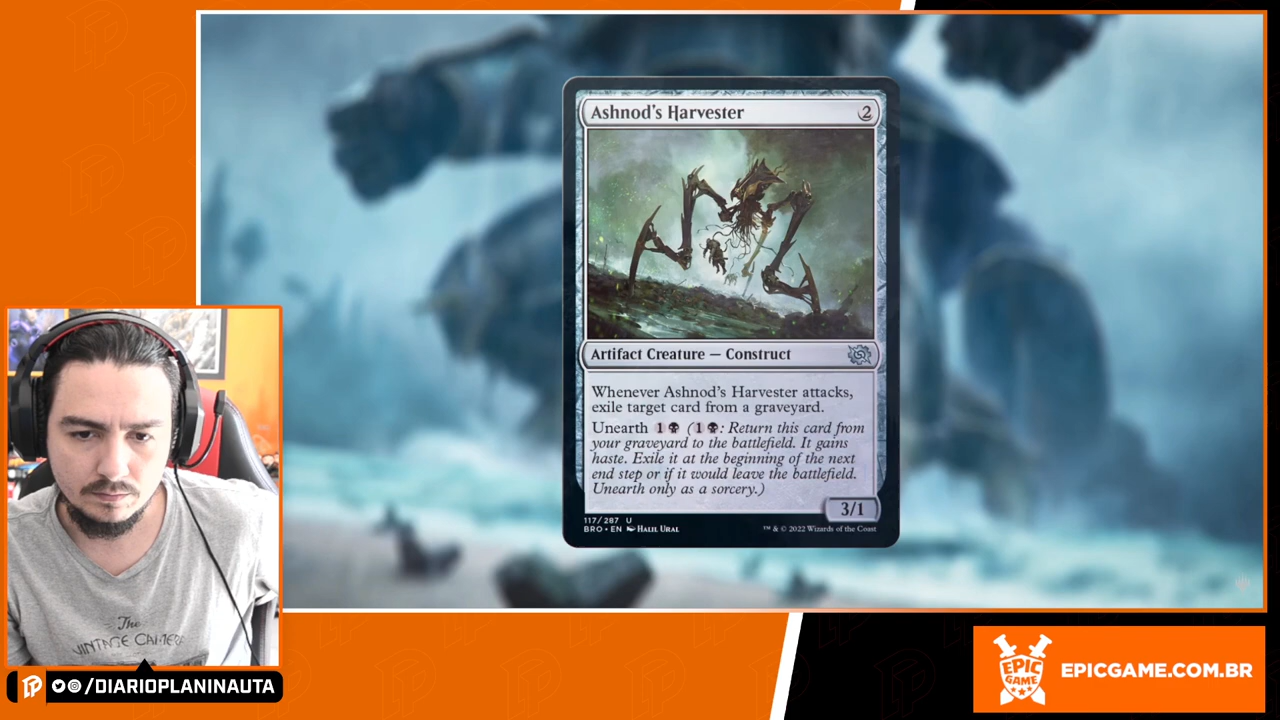 Ashnod's Harvester 2
Artifact Creature — Construct
Whenever Ashnod's Harvester attacks,
exile target card from a graveyard.
Unearth 1 (1 : Return this card from
your graveyard to the battlefield. It gains
haste. Exile it at the beginning of the next
end step or if it would leave the battlefield.
Unearth only as a sorcery.)
3/1
117/287 U
BRO • EN Halil Ural
™ & © 2022 Wizards of the Coast
The
VINTAGE CAMERA
/DIARIOPLANINAUTA
EPIC
GAME
EPICGAME.COM.BR